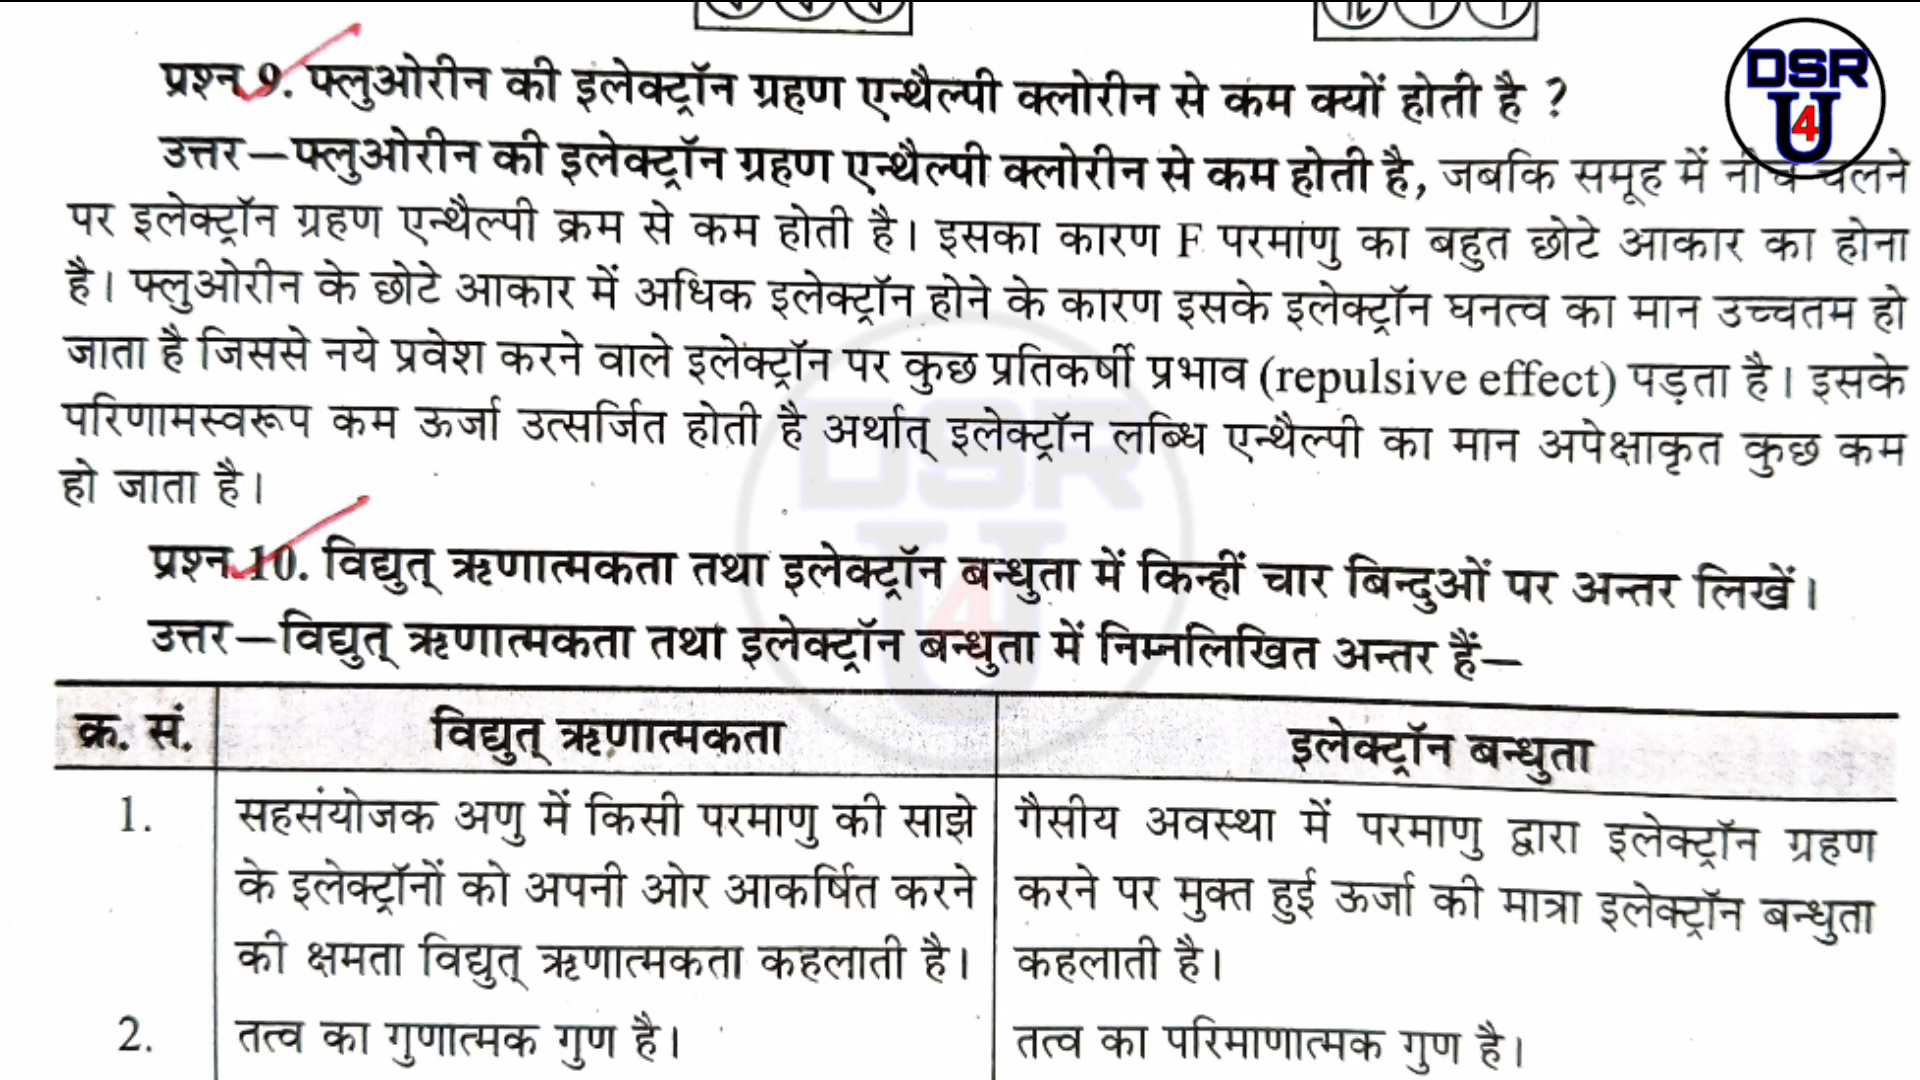 DSR
U
4
प्रश्न 9. फ्लुओरीन की इलेक्ट्रॉन ग्रहण एन्थैल्पी क्लोरीन से कम क्यों होती है ?
उत्तर—फ्लुओरीन की इलेक्ट्रॉन ग्रहण एन्थैल्पी क्लोरीन से कम होती है, जबकि समूह में नीचे चलने
पर इलेक्ट्रॉन ग्रहण एन्थैल्पी क्रम से कम होती है। इसका कारण F परमाणु का बहुत छोटे आकार का होना
है। फ्लुओरीन के छोटे आकार में अधिक इलेक्ट्रॉन होने के कारण इसके इलेक्ट्रॉन घनत्व का मान उच्चतम हो
जाता है जिससे नये प्रवेश करने वाले इलेक्ट्रॉन पर कुछ प्रतिकर्षी प्रभाव (repulsive effect) पड़ता है। इसके
परिणामस्वरूप कम ऊर्जा उत्सर्जित होती है अर्थात् इलेक्ट्रॉन लब्धि एन्थैल्पी का मान अपेक्षाकृत कुछ कम
हो जाता है।
DSR
U
4
प्रश्न 10. विद्युत् ऋणात्मकता तथा इलेक्ट्रॉन बन्धुता में किन्हीं चार बिन्दुओं पर अन्तर लिखें।
उत्तर—विद्युत् ऋणात्मकता तथा इलेक्ट्रॉन बन्धुता में निम्नलिखित अन्तर हैं—
क्र. सं. विद्युत् ऋणात्मकता इलेक्ट्रॉन बन्धुता
1. सहसंयोजक अणु में किसी परमाणु की साझे गैसीय अवस्था में परमाणु द्वारा इलेक्ट्रॉन ग्रहण
के इलेक्ट्रॉनों को अपनी ओर आकर्षित करने करने पर मुक्त हुई ऊर्जा की मात्रा इलेक्ट्रॉन बन्धुता
की क्षमता विद्युत् ऋणात्मकता कहलाती है। कहलाती है।
2. तत्व का गुणात्मक गुण है। तत्व का परिमाणात्मक गुण है।